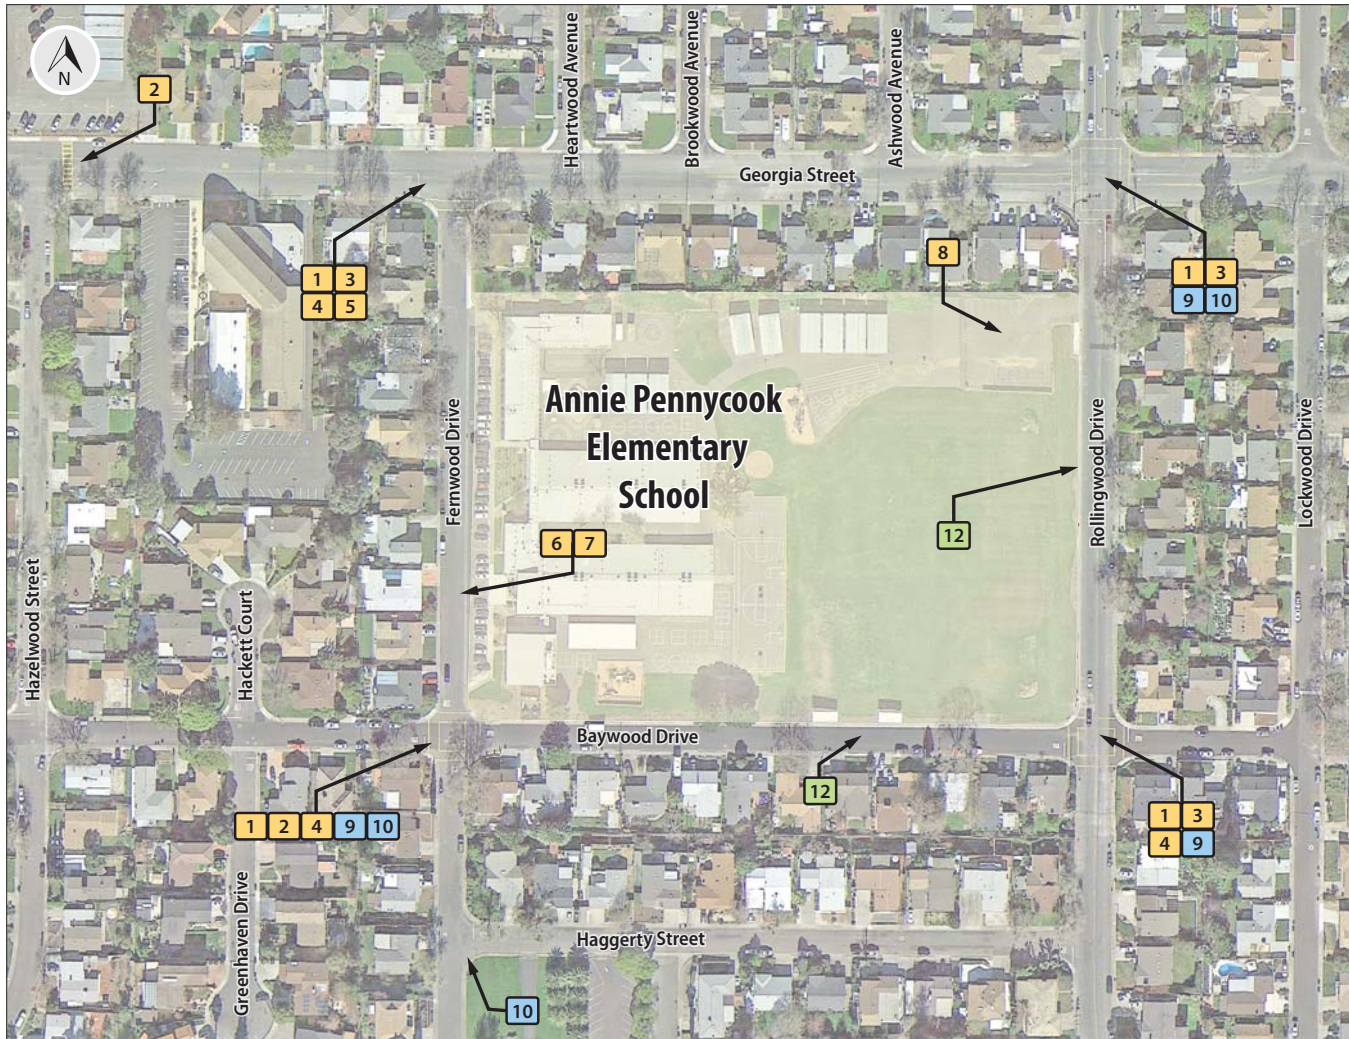 N
2
Heartwood Avenue
Brookwood Avenue
Ashwood Avenue
Georgia Street
1 3
4 5
8
1 3
9 10
Annie Pennycook
Elementary
School
Fernwood Drive
Rollingwood Drive
Lockwood Drive
12
6 7
Hazelwood Street
Hackett Court
Baywood Drive
12
1 2 4 9 10
1 3
4 9
Greenhaven Drive
Haggerty Street
10